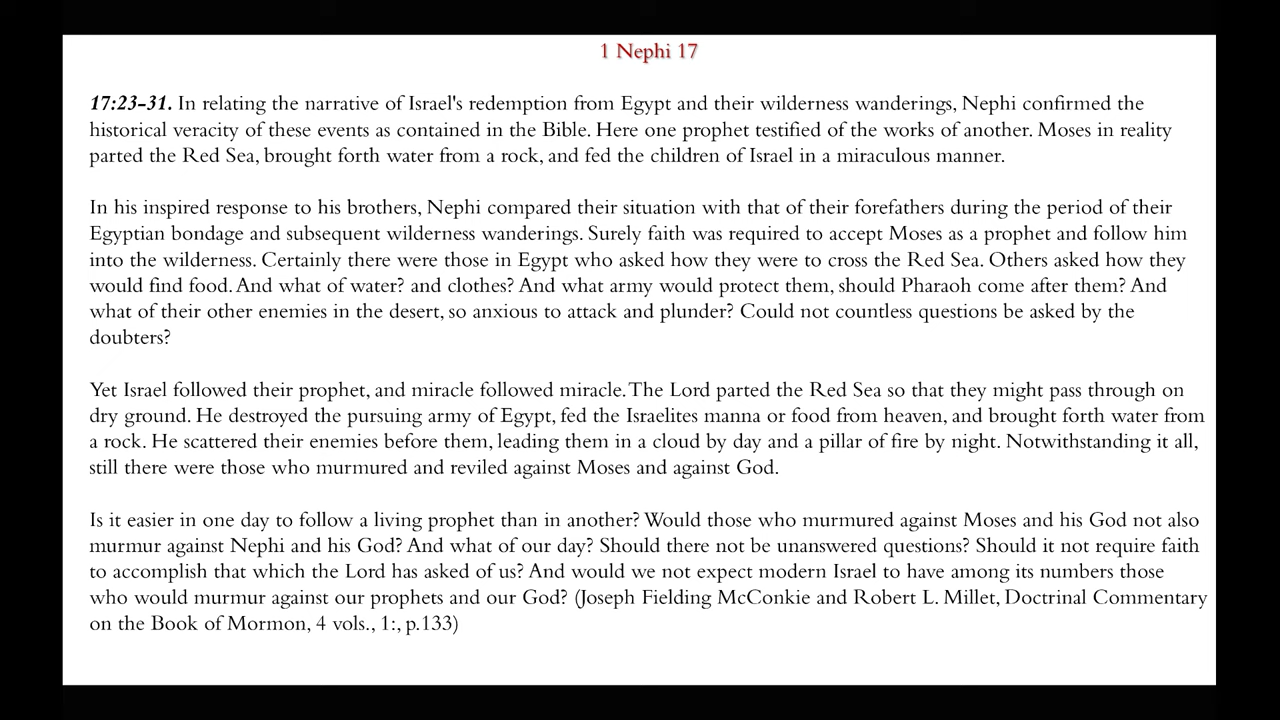 1 Nephi 17
17:23-31. In relating the narrative of Israel's redemption from Egypt and their wilderness wanderings, Nephi confirmed the
historical veracity of these events as contained in the Bible. Here one prophet testified of the works of another. Moses in reality
parted the Red Sea, brought forth water from a rock, and fed the children of Israel in a miraculous manner.
In his inspired response to his brothers, Nephi compared their situation with that of their forefathers during the period of their
Egyptian bondage and subsequent wilderness wanderings. Surely faith was required to accept Moses as a prophet and follow him
into the wilderness. Certainly there were those in Egypt who asked how they were to cross the Red Sea. Others asked how they
would find food. And what of water? and clothes? And what army would protect them, should Pharaoh come after them? And
what of their other enemies in the desert, so anxious to attack and plunder? Could not countless questions be asked by the
doubters?
Yet Israel followed their prophet, and miracle followed miracle. The Lord parted the Red Sea so that they might pass through on
dry ground. He destroyed the pursuing army of Egypt, fed the Israelites manna or food from heaven, and brought forth water from
a rock. He scattered their enemies before them, leading them in a cloud by day and a pillar of fire by night. Notwithstanding it all,
still there were those who murmured and reviled against Moses and against God.
Is it easier in one day to follow a living prophet than in another? Would those who murmured against Moses and his God not also
murmur against Nephi and his God? And what of our day? Should there not be unanswered questions? Should it not require faith
to accomplish that which the Lord has asked of us? And would we not expect modern Israel to have among its numbers those
who would murmur against our prophets and our God? (Joseph Fielding McConkie and Robert L. Millet, Doctrinal Commentary
on the Book of Mormon, 4 vols., 1:, p.133)